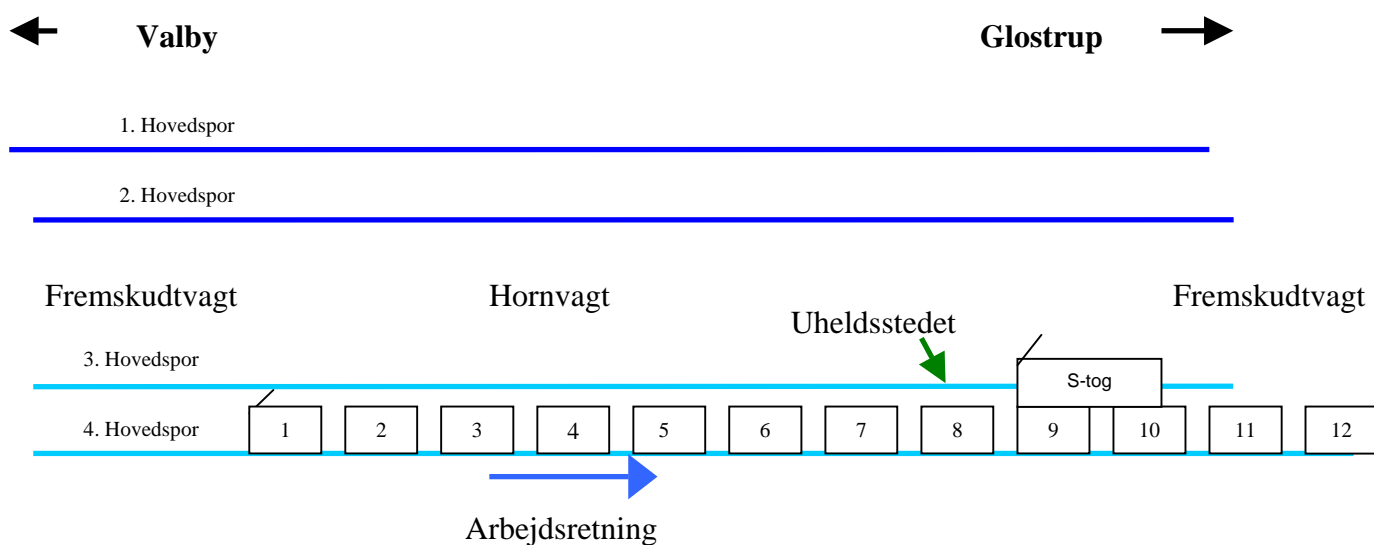 Valby Glostrup
1. Hovedspor
2. Hovedspor
Fremskudtvagt Hornvagt Fremskudtvagt
Uheldsstedet
3. Hovedspor
S-tog
4. Hovedspor 1 2 3 4 5 6 7 8 9 10 11 12
Arbejdsretning